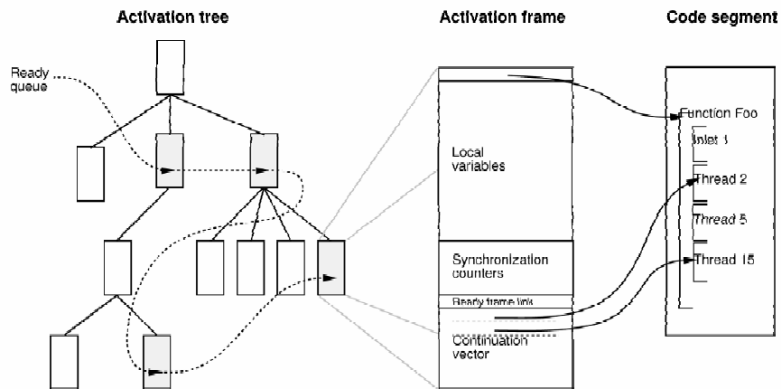 Activation tree
Activation frame
Code segment
Ready
queue
Function Foo
Inlet 1
Local
variables
Thread 2
Thread 5
Synchronization
counters
Thread 15
Ready frame link
Continuation
vector